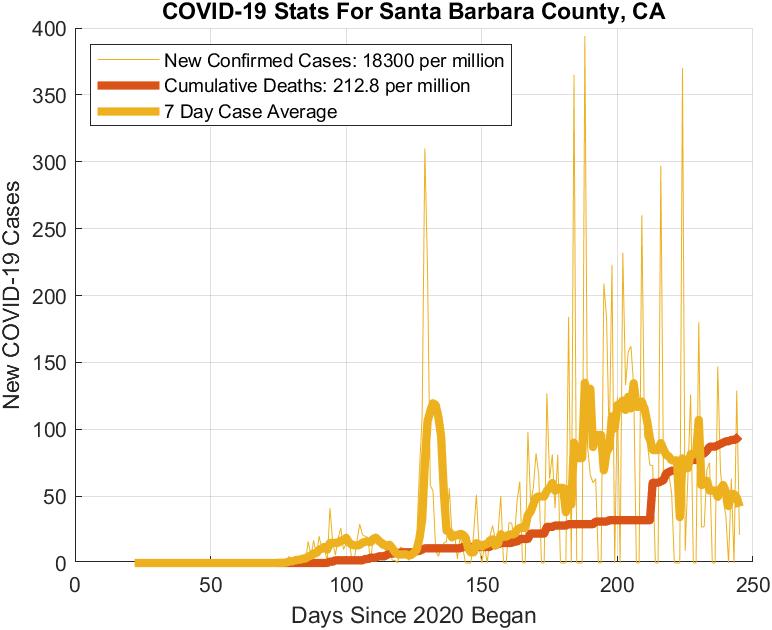 COVID-19 Stats For Santa Barbara County, CA
New Confirmed Cases: 18300 per million
Cumulative Deaths: 212.8 per million
7 Day Case Average
New COVID-19 Cases
400
350
300
250
200
150
100
50
0
0 50 100 150 200 250
Days Since 2020 Began